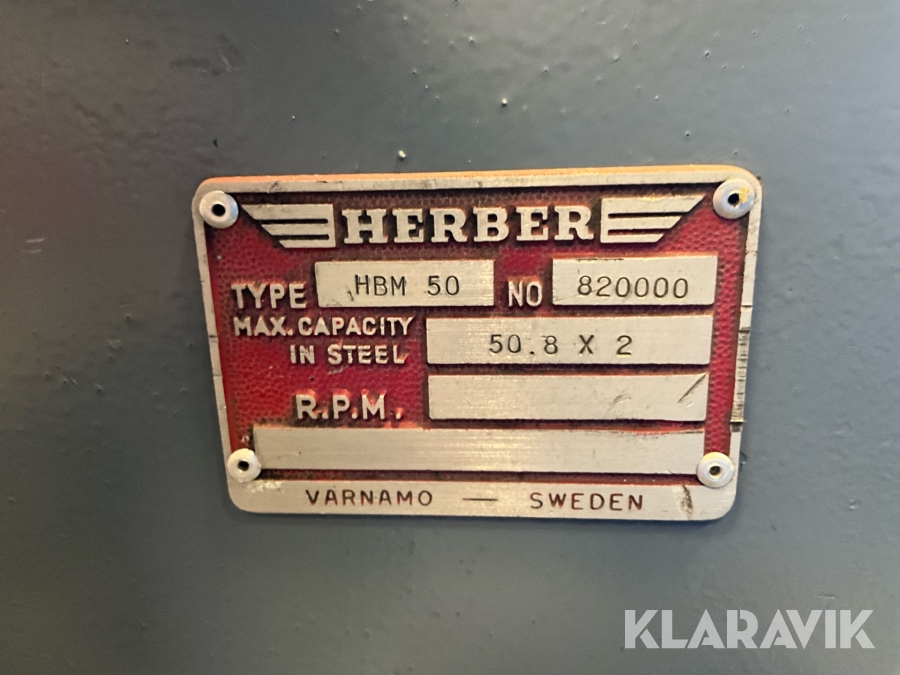 HERBER
TYPE HBM 50 NO 820000
MAX. CAPACITY
IN STEEL 50.8 X 2
R.P.M.
VARNAMO — SWEDEN
KLARAVIK